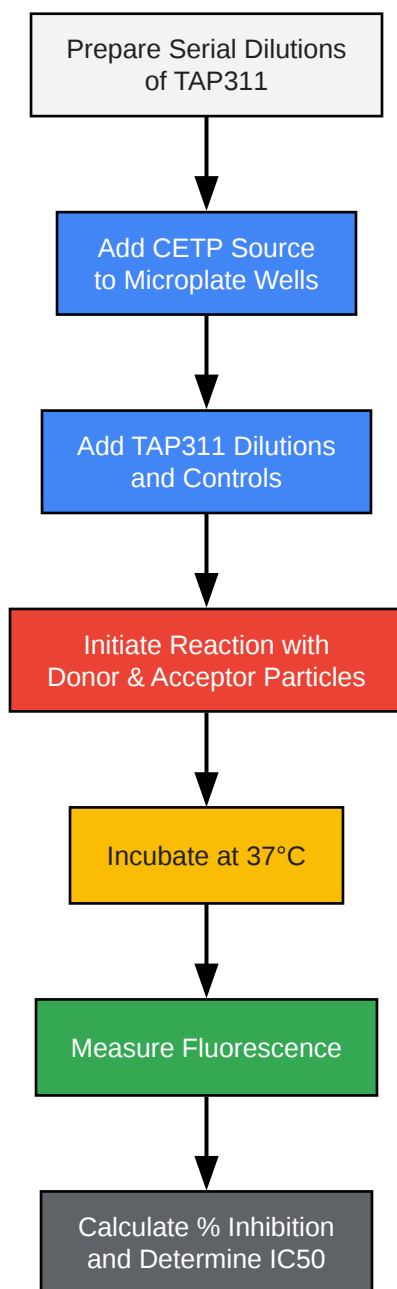 Prepare Serial Dilutions
of TAP311
Add CETP Source
to Microplate Wells
Add TAP311 Dilutions
and Controls
Initiate Reaction with
Donor & Acceptor Particles
Incubate at 37°C
Measure Fluorescence
Calculate % Inhibition
and Determine IC50